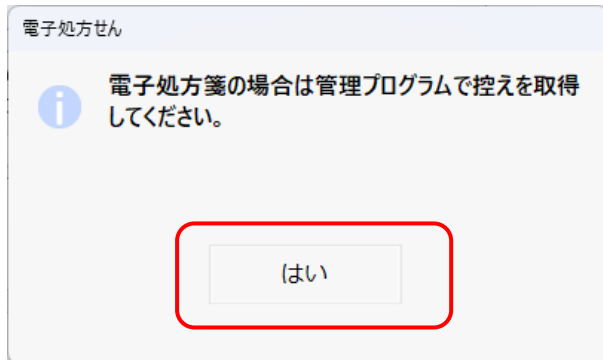 電子処方せん
電子処方箋の場合は管理プログラムで控えを取得
してください。
はい